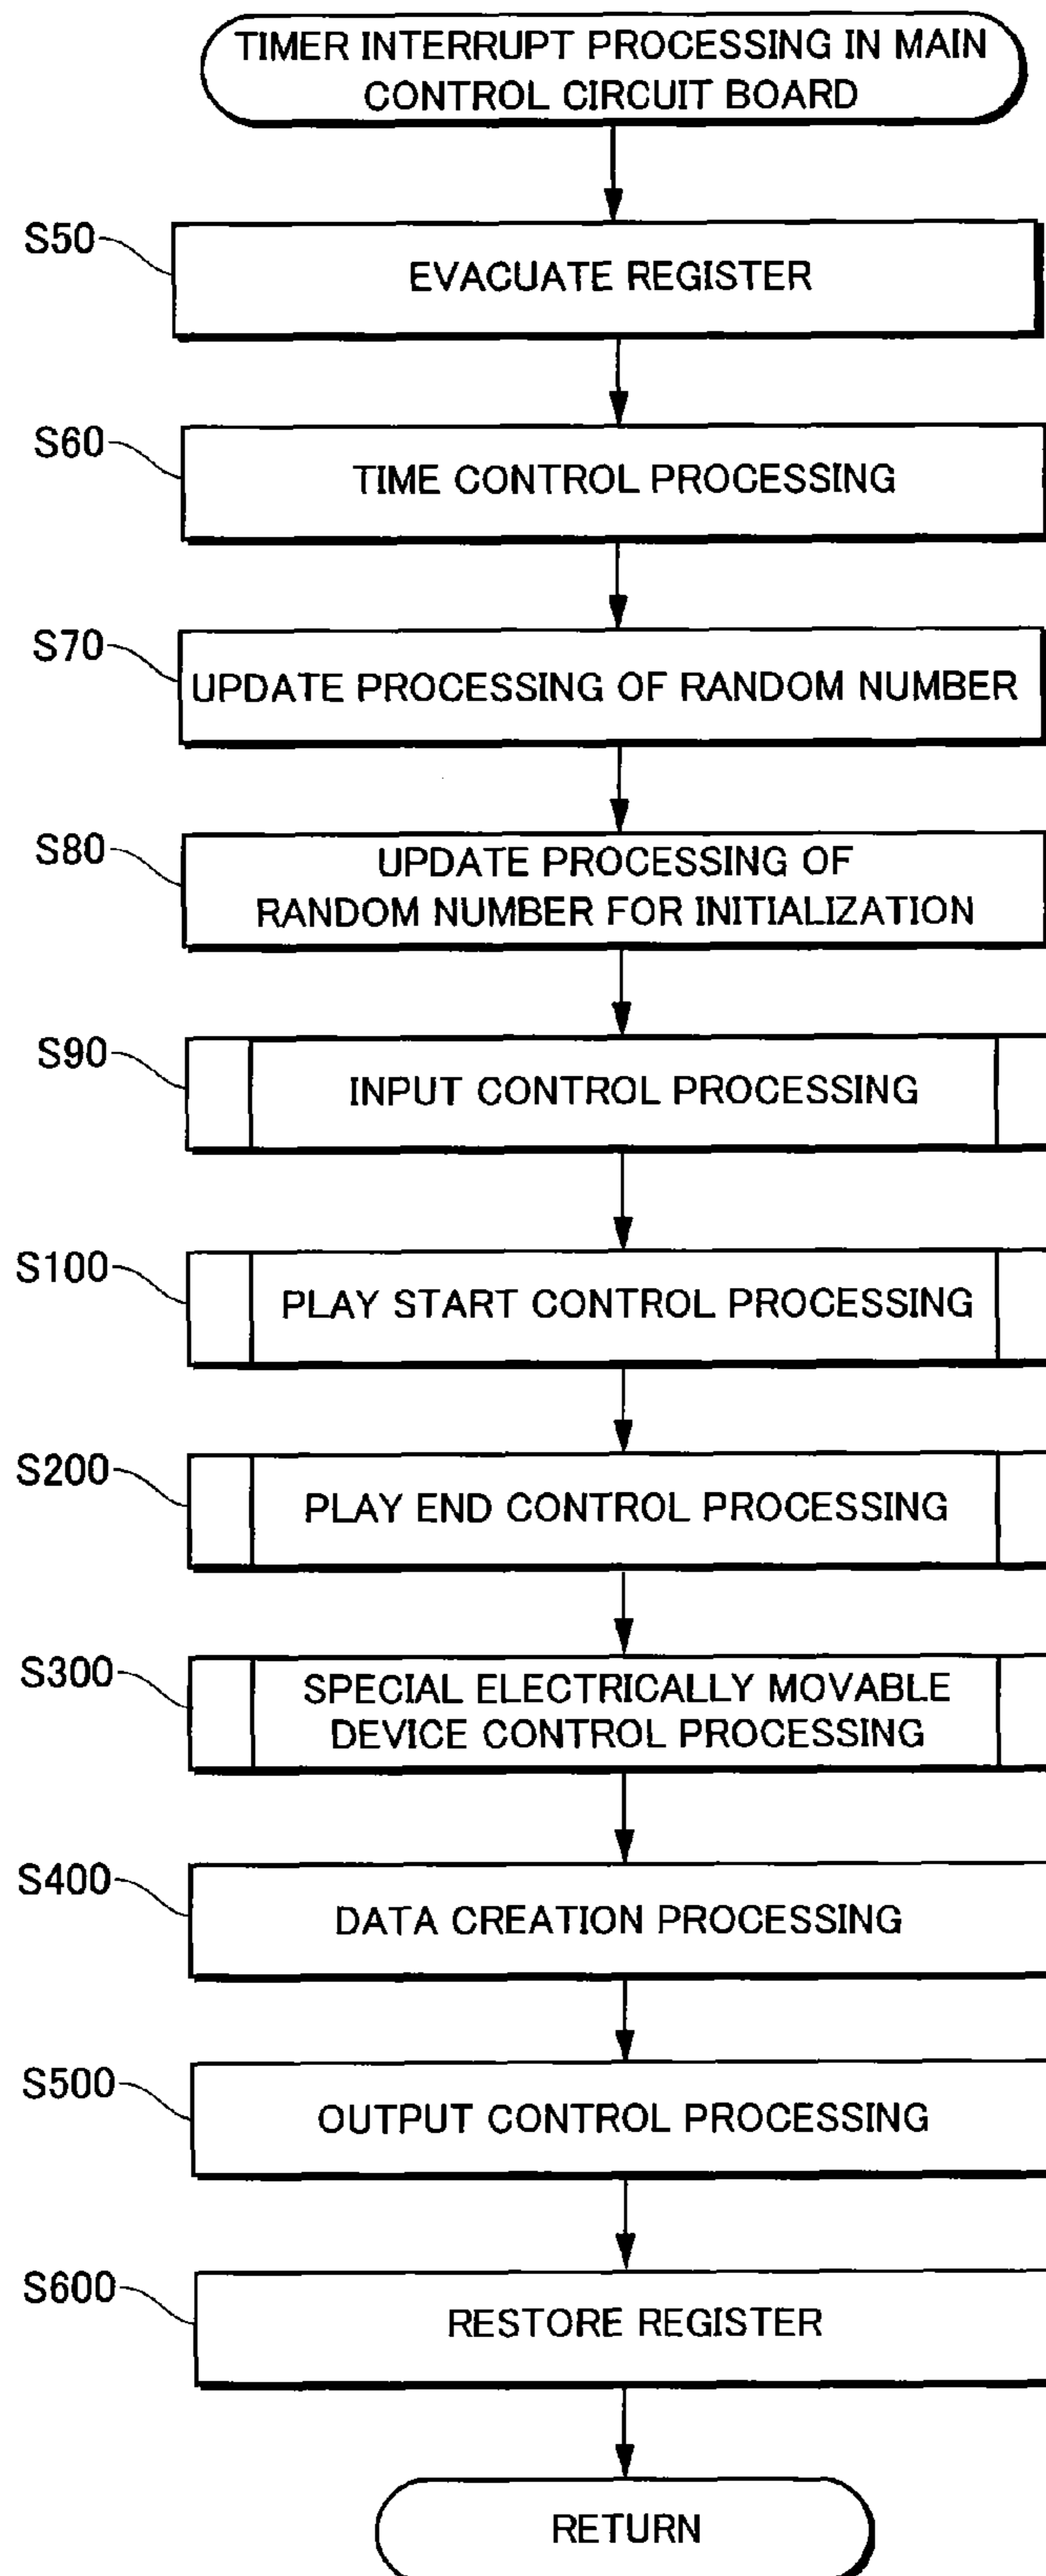 TIMER INTERRUPT PROCESSING IN MAIN
CONTROL CIRCUIT BOARD
S50
EVACUATE REGISTER
S60
TIME CONTROL PROCESSING
S70
UPDATE PROCESSING OF RANDOM NUMBER
S80
UPDATE PROCESSING OF
RANDOM NUMBER FOR INITIALIZATION
S90
INPUT CONTROL PROCESSING
S100
PLAY START CONTROL PROCESSING
S200
PLAY END CONTROL PROCESSING
S300
SPECIAL ELECTRICALLY MOVABLE
DEVICE CONTROL PROCESSING
S400
DATA CREATION PROCESSING
S500
OUTPUT CONTROL PROCESSING
S600
RESTORE REGISTER
RETURN